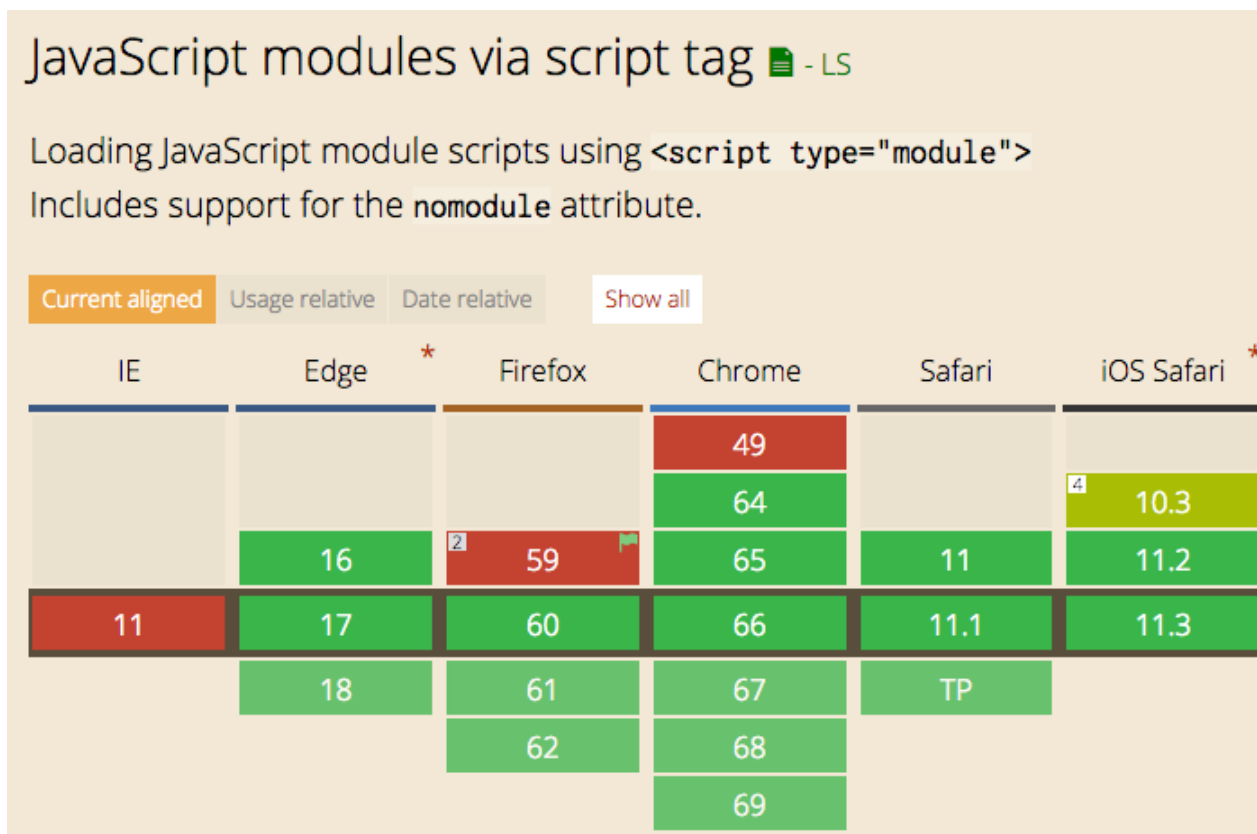 JavaScript modules via script tag - LS
Loading JavaScript module scripts using <script type="module">
Includes support for the nomodule attribute.
Current aligned Usage relative Date relative Show all
IE Edge * Firefox Chrome Safari iOS Safari *
49
64 4 10.3
16 2 59 65 11 11.2
11 17 60 66 11.1 11.3
18 61 67 TP
62 68
69